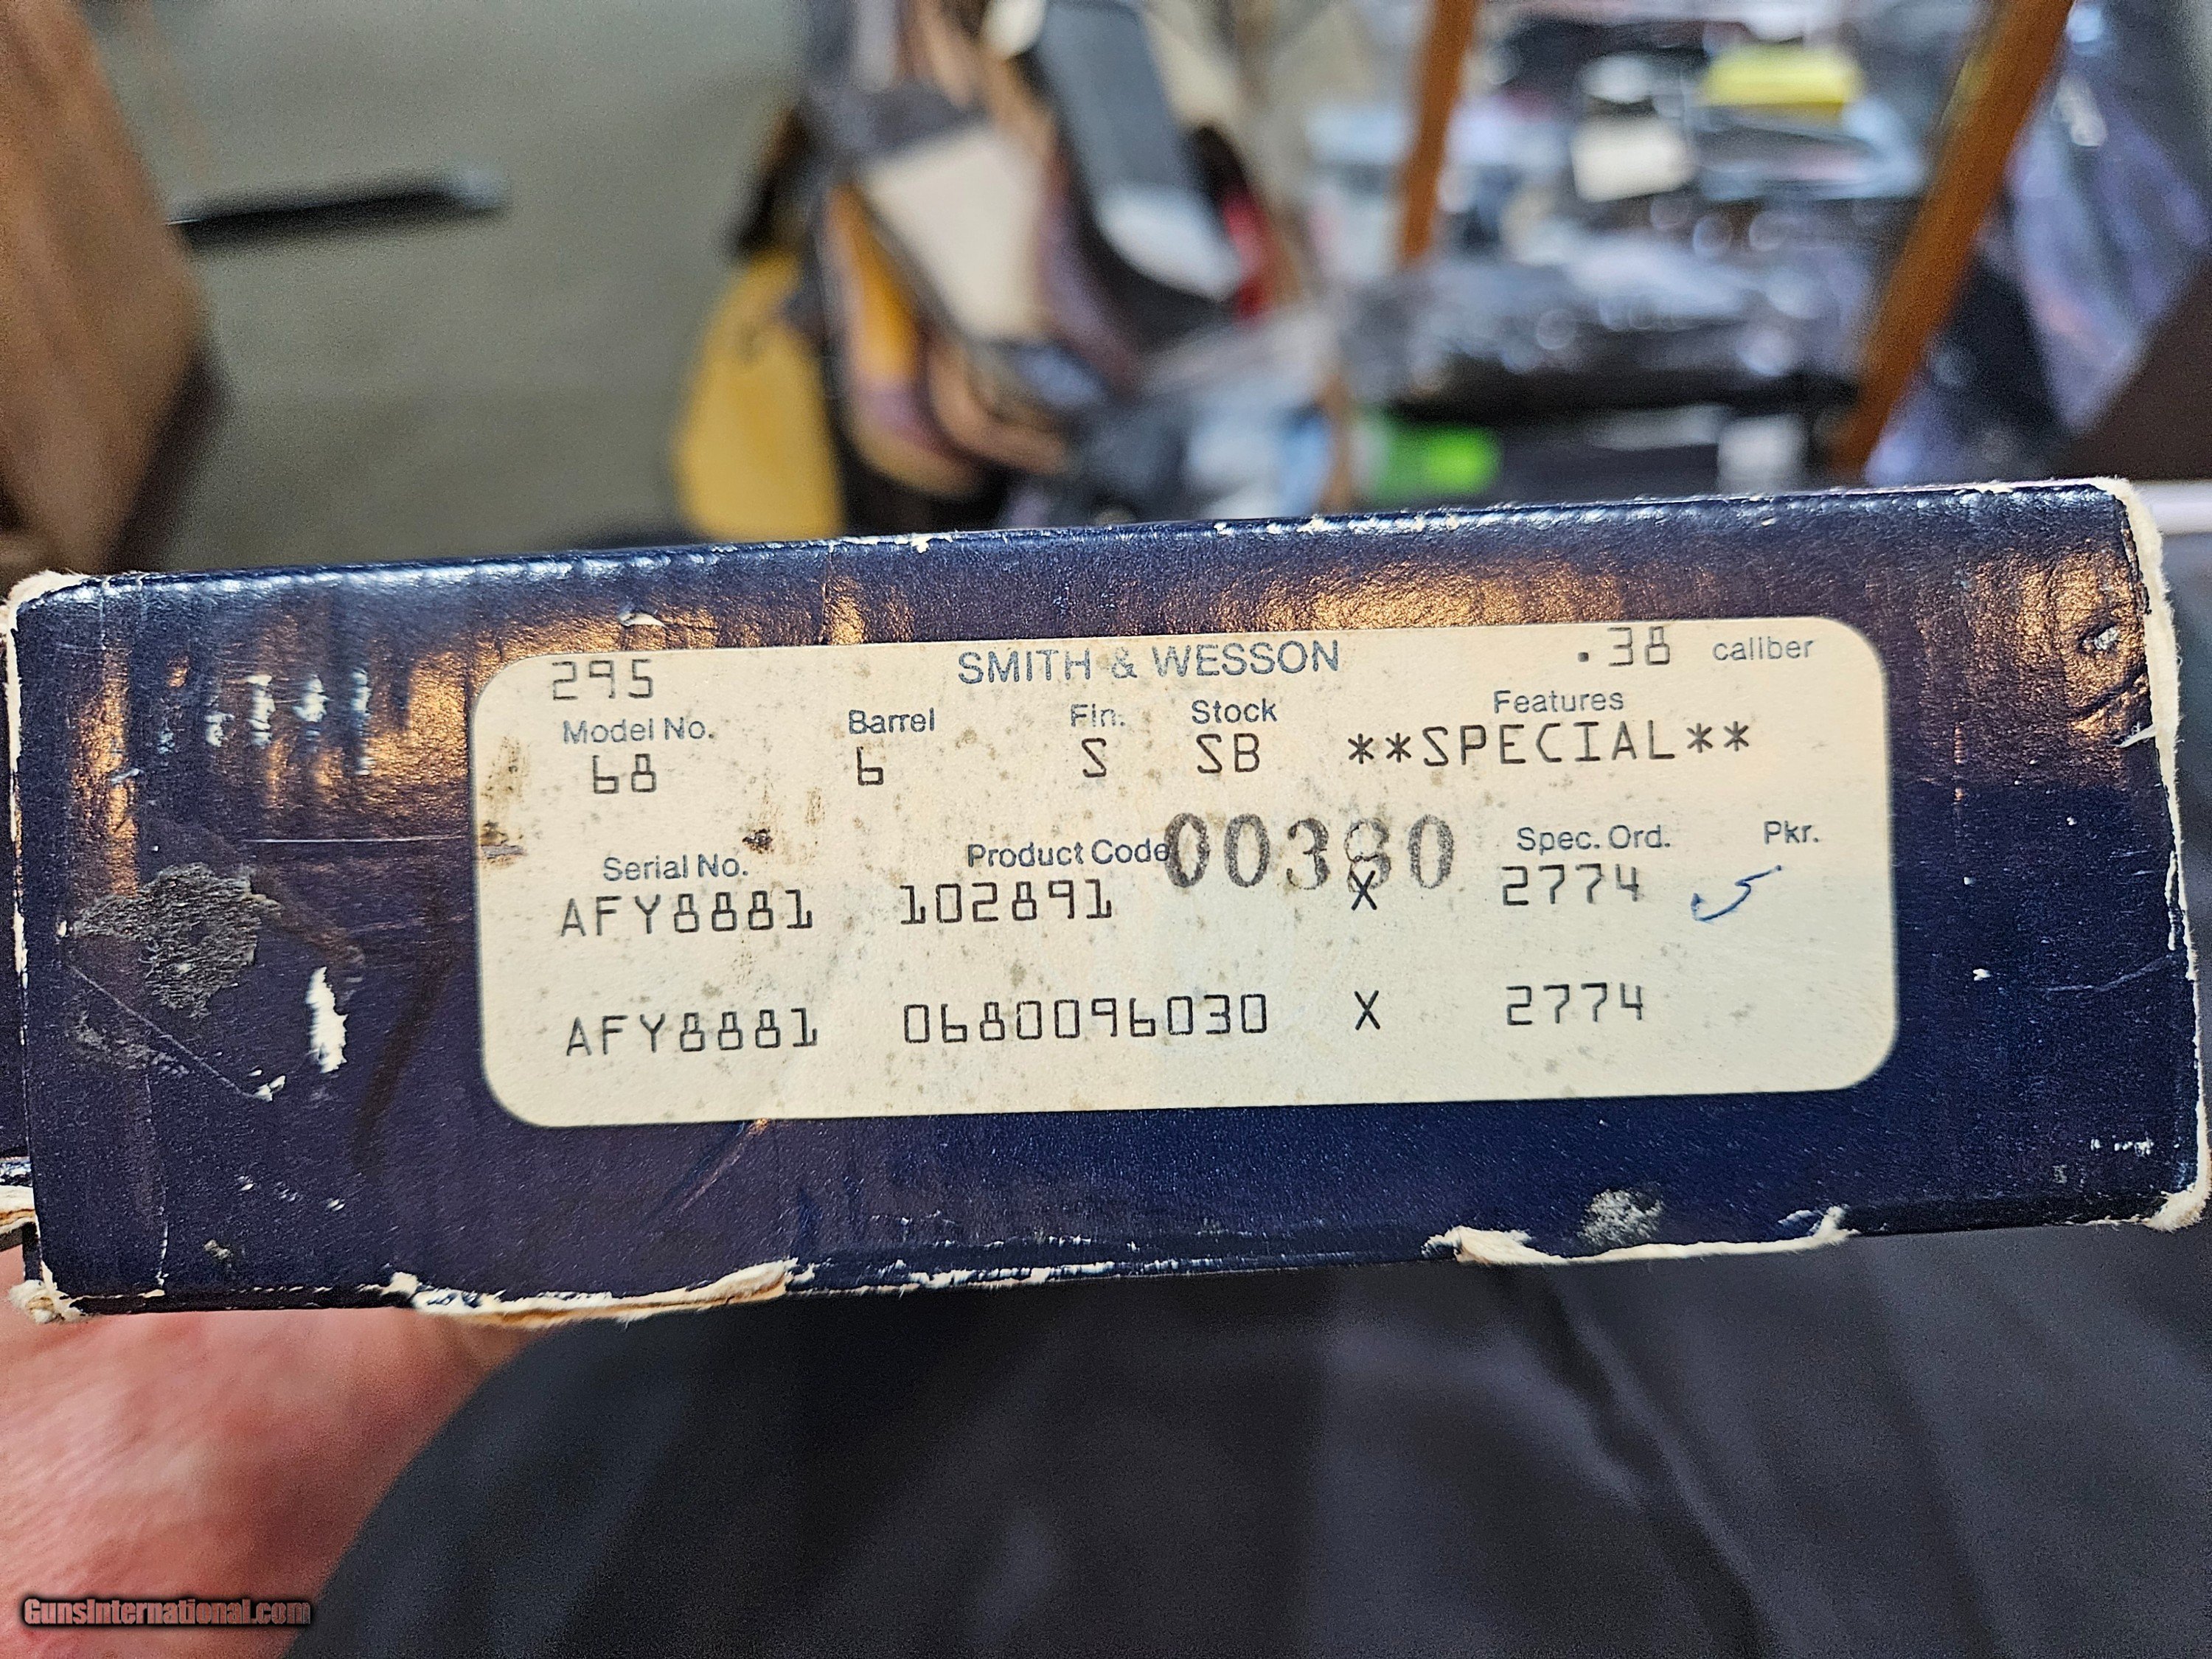 295 SMITH & WESSON .38 caliber
Model No. Barrel Fin. Stock Features
68 6 S SB **SPECIAL**
Serial No. Product Code 00380 Spec. Ord. Pkr.
AFY8881 102891 X 2774 5
AFY8881 0680096030 X 2774
GunsInternational.com